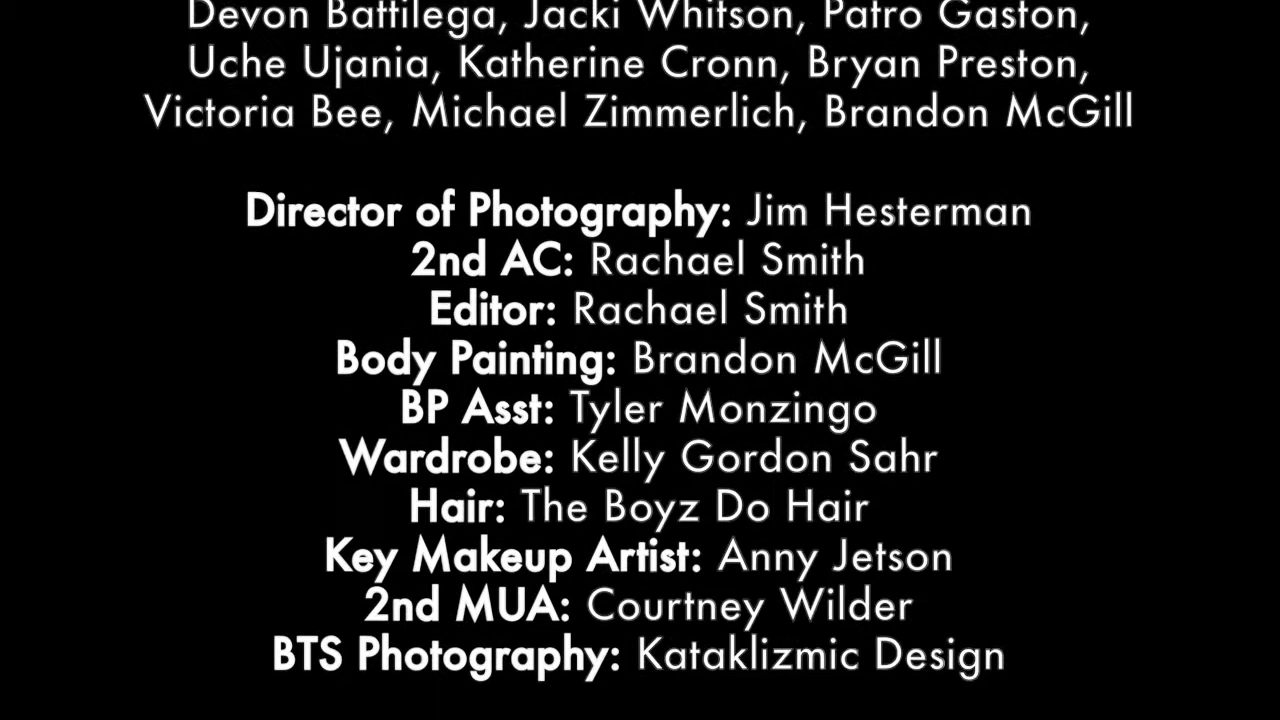 Devon Battilega, Jacki Whitson, Patro Gaston,
Uche Ujania, Katherine Cronn, Bryan Preston,
Victoria Bee, Michael Zimmerlich, Brandon McGill
Director of Photography: Jim Hesterman
2nd AC: Rachael Smith
Editor: Rachael Smith
Body Painting: Brandon McGill
BP Asst: Tyler Monzingo
Wardrobe: Kelly Gordon Sahr
Hair: The Boyz Do Hair
Key Makeup Artist: Anny Jetson
2nd MUA: Courtney Wilder
BTS Photography: Kataklizmic Design